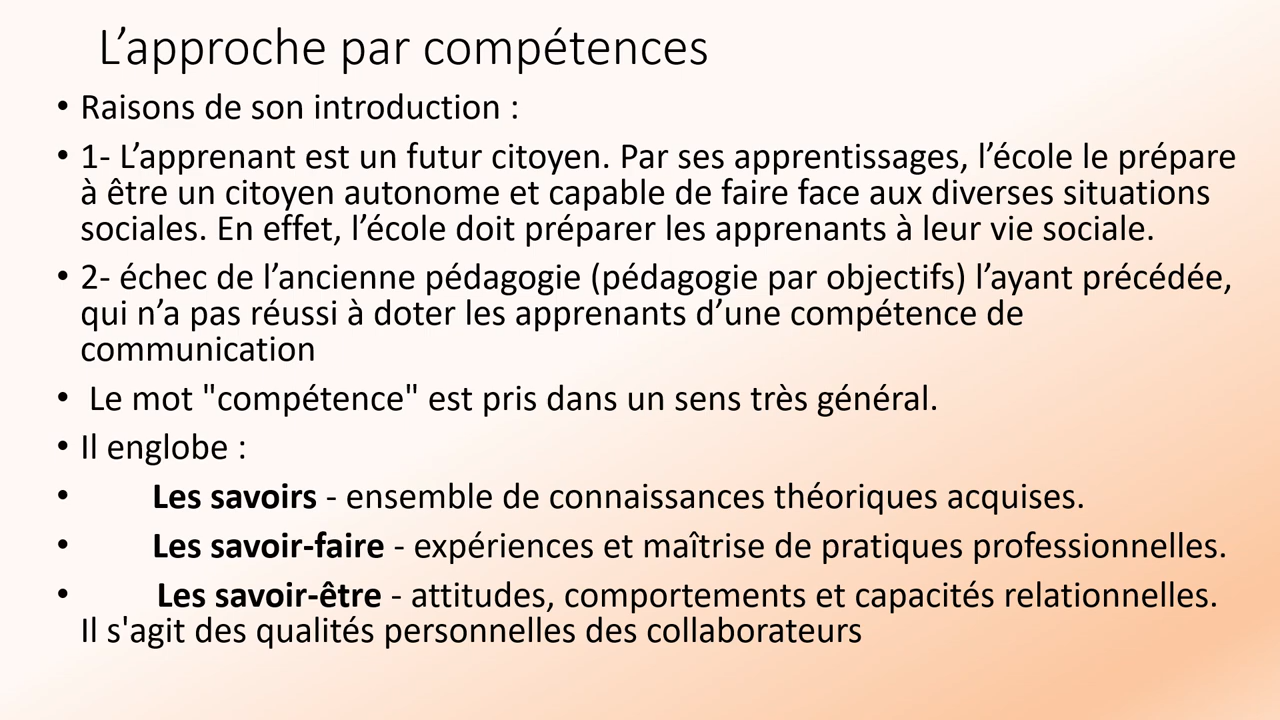 L’approche par compétences
• Raisons de son introduction :
• 1- L’apprenant est un futur citoyen. Par ses apprentissages, l’école le prépare
à être un citoyen autonome et capable de faire face aux diverses situations
sociales. En effet, l’école doit préparer les apprenants à leur vie sociale.
• 2- échec de l’ancienne pédagogie (pédagogie par objectifs) l’ayant précédée,
qui n’a pas réussi à doter les apprenants d’une compétence de
communication
• Le mot "compétence" est pris dans un sens très général.
• Il englobe :
• Les savoirs - ensemble de connaissances théoriques acquises.
• Les savoir-faire - expériences et maîtrise de pratiques professionnelles.
• Les savoir-être - attitudes, comportements et capacités relationnelles.
Il s'agit des qualités personnelles des collaborateurs